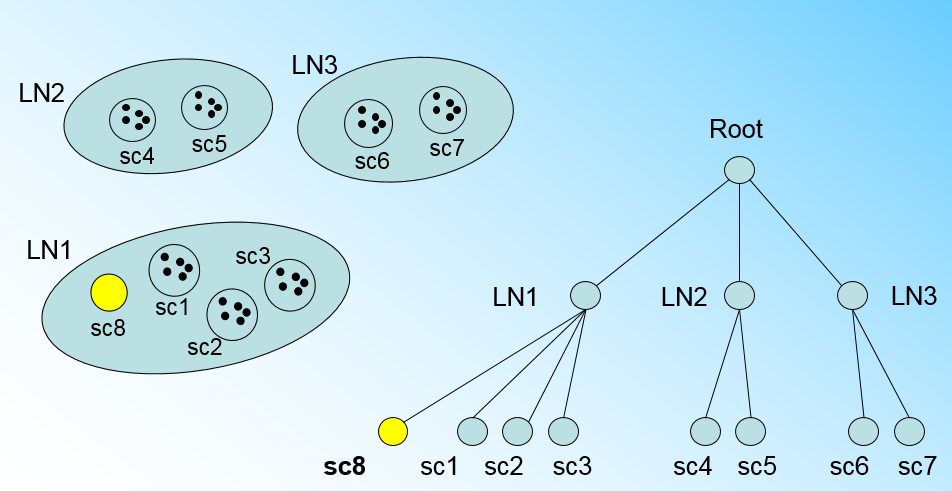 LN2
sc4
sc5
LN3
sc6
sc7
LN1
sc8
sc1
sc2
sc3
Root
LN1
LN2
LN3
sc8
sc1
sc2
sc3
sc4
sc5
sc6
sc7